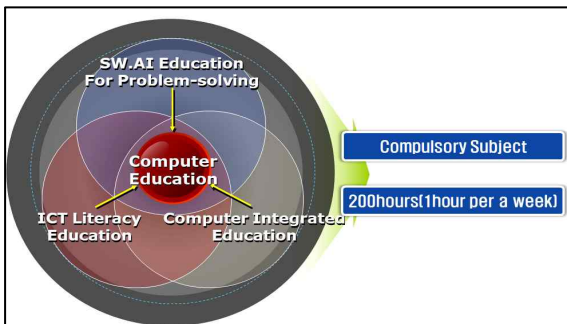 SW.AI Education
For Problem-solving
Computer
Education
ICT Literacy
Education
Computer Integrated
Education
Compulsory Subject
200hours(1hour per a week)